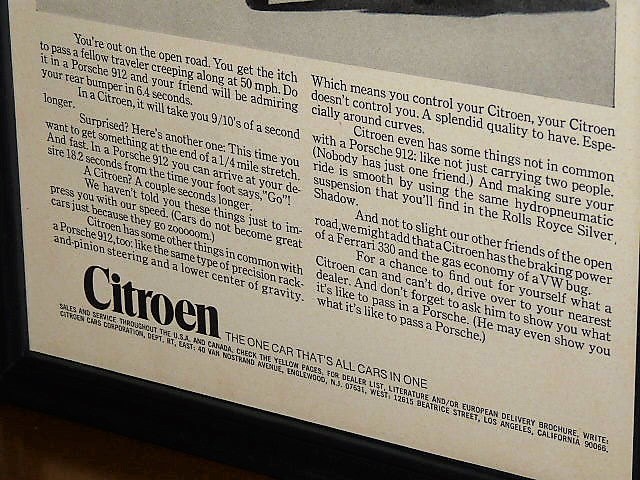 You're out on the open road. You get the itch
to pass a fellow traveler creeping along at 50 mph. Do
it in a Porsche 912 and your friend will be admiring
your rear bumper in 6.4 seconds.
In a Citroen, it will take you 9/10's of a second
longer.
Surprised? Here's another one: This time you
want to get something at the end of a 1/4 mile stretch.
And fast. In a Porsche 912 you can arrive at your de-
sire 18.2 seconds from the time your foot says, "Go"!
A Citroen? A couple seconds longer.
We haven't told you these things just to im-
press you with our speed. (Cars do not become great
cars just because they go zooooom.)
Citroen has some other things in common with
a Porsche 912, too: like the same type of precision rack-
and-pinion steering and a lower center of gravity.
Which means you control your Citroen, your Citroen
doesn't control you. A splendid quality to have. Espe-
cially around curves.
Citroen even has some things not in common
with a Porsche 912: like not just carrying two people.
(Nobody has just one friend.) And making sure your
ride is smooth by using the same hydropneumatic
suspension that you'll find in the Rolls Royce Silver
Shadow.
And not to slight our other friends of the open
road, we might add that a Citroen has the braking power
of a Ferrari 330 and the gas economy of a VW bug.
For a chance to find out for yourself what a
Citroen can and can't do, drive over to your nearest
dealer. And don't forget to ask him to show you what
it's like to pass in a Porsche. (He may even show you
what it's like to pass a Porsche.)
Citroen THE ONE CAR THAT'S ALL CARS IN ONE
SALES AND SERVICE THROUGHOUT THE U.S.A. AND CANADA. CHECK THE YELLOW PAGES. FOR DEALER LIST, LITERATURE AND/OR EUROPEAN DELIVERY BROCHURE, WRITE:
CITROEN CARS CORPORATION, DEPT. RT, EAST: 40 VAN NOSTRAND AVENUE, ENGLEWOOD, N.J. 07631, WEST: 12615 BEATRICE STREET, LOS ANGELES, CALIFORNIA 90066.